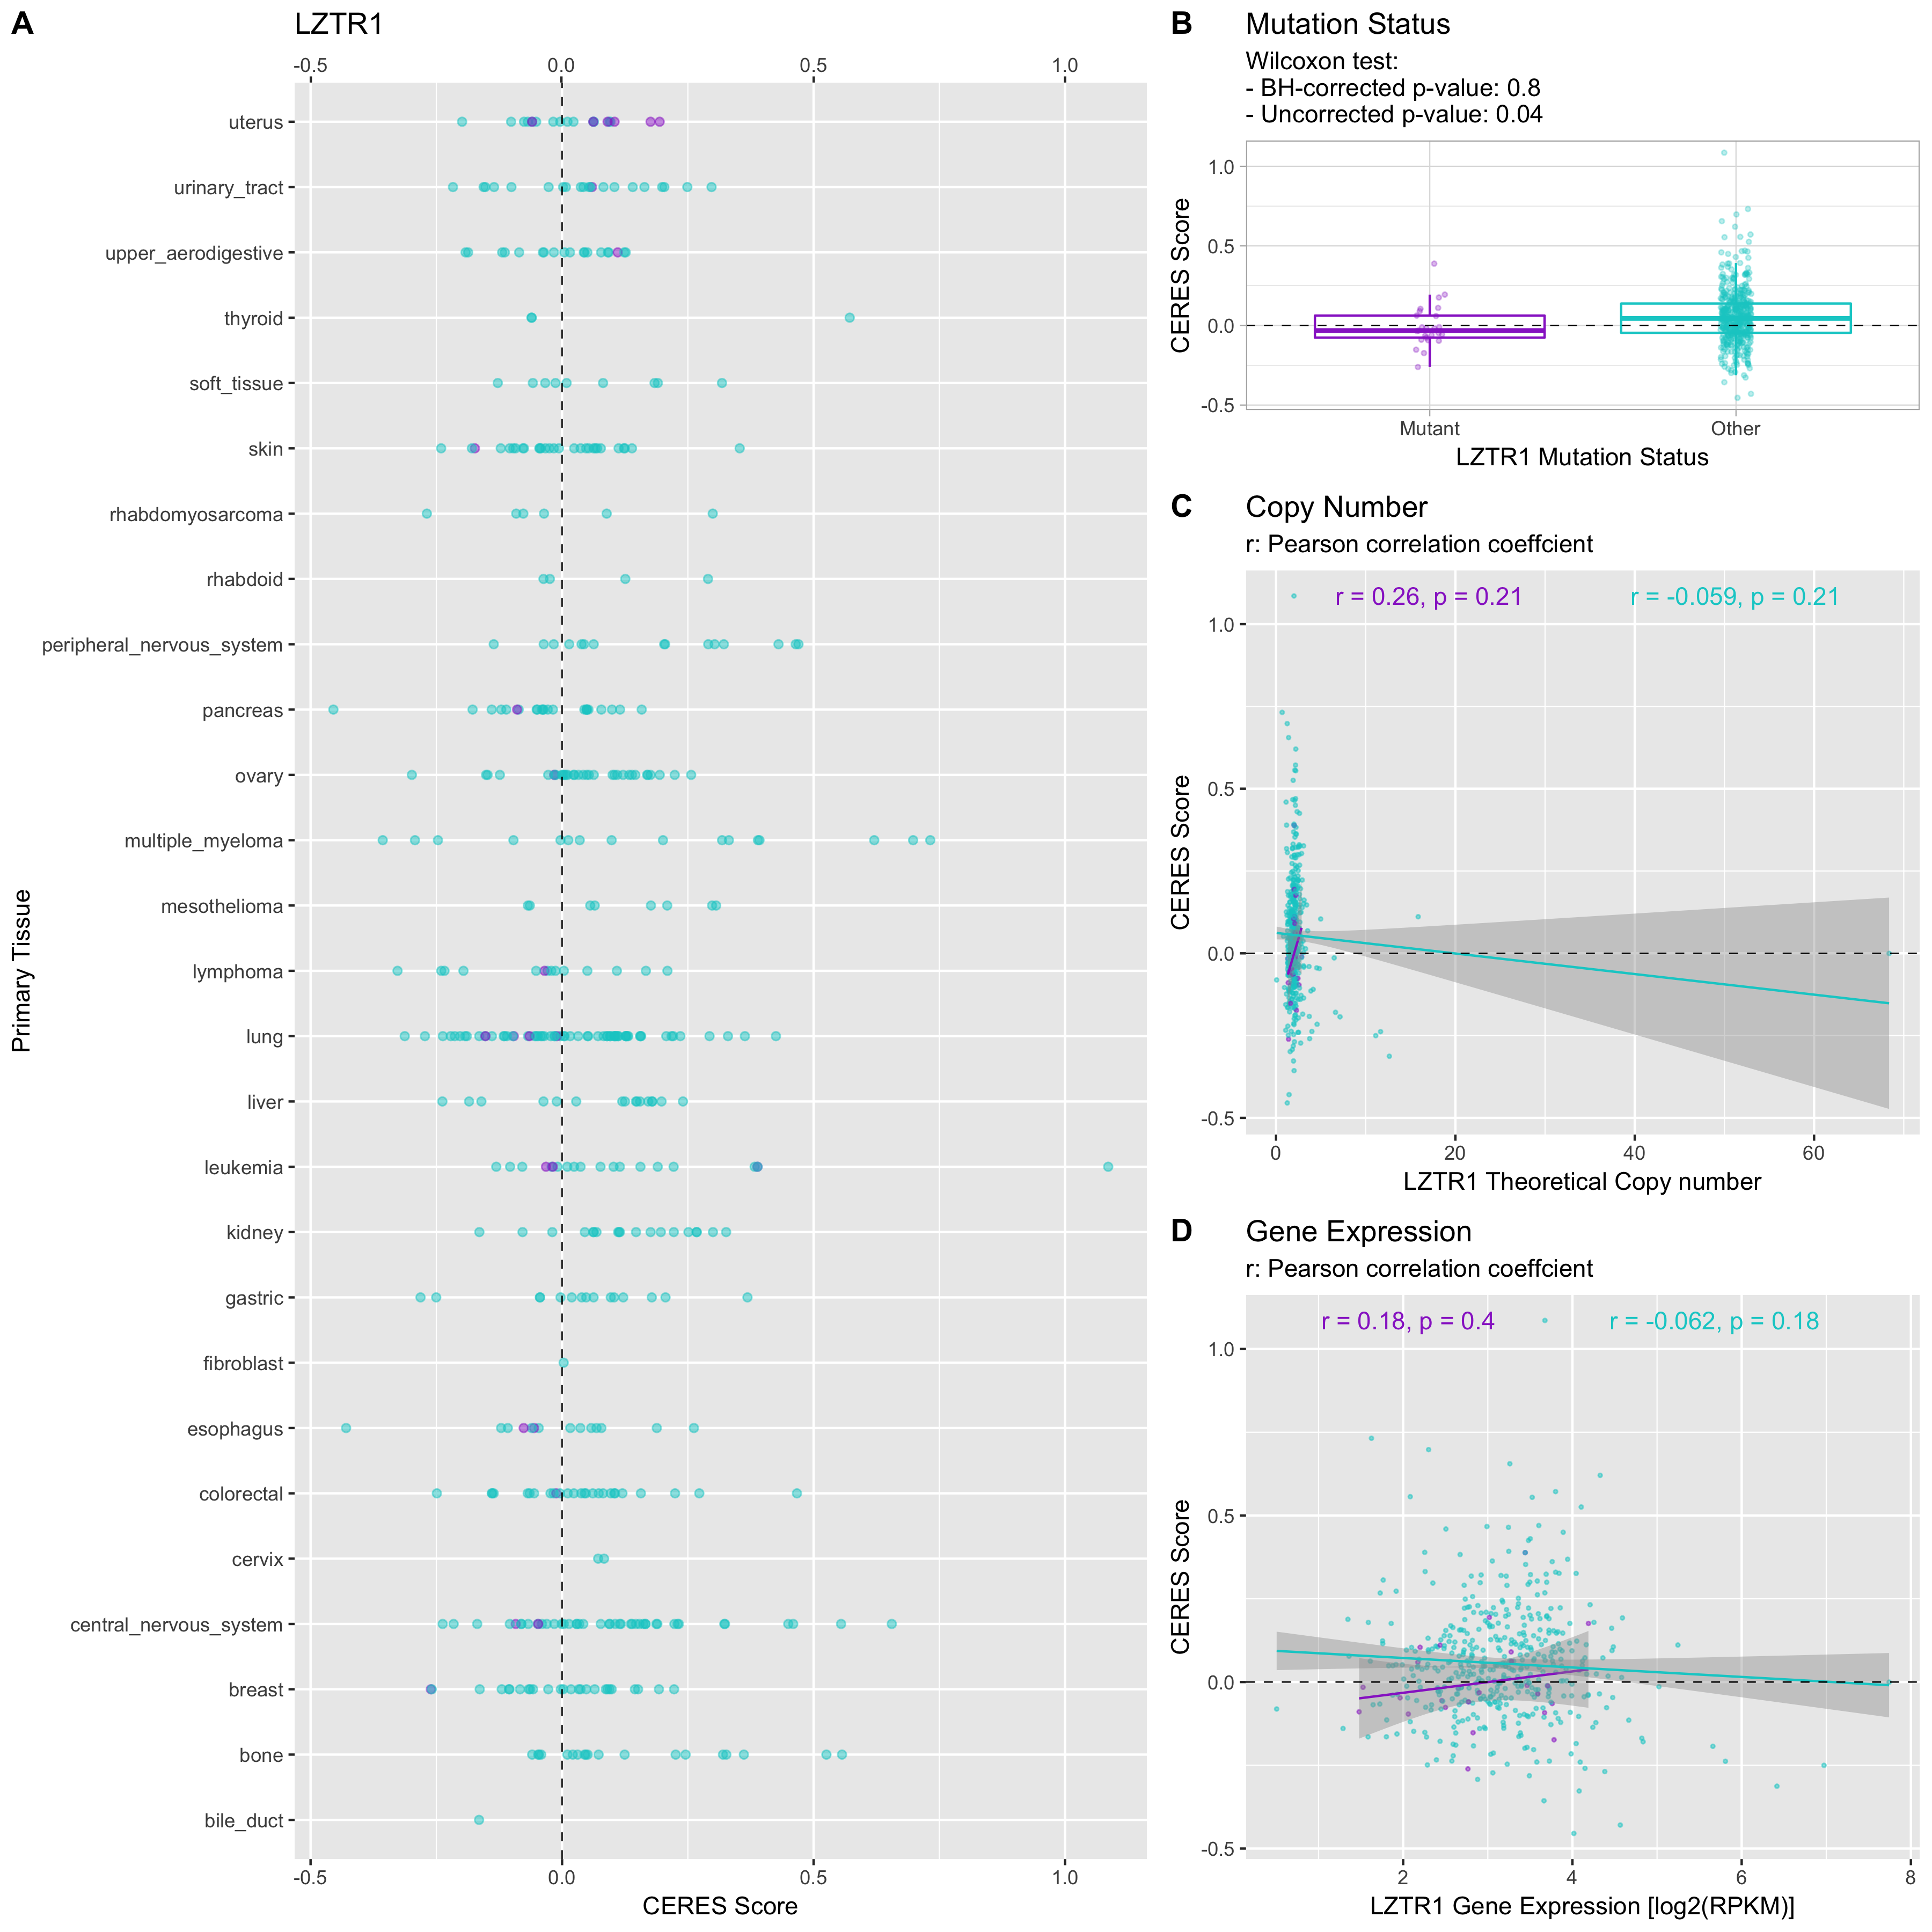 A
LZTR1
-0.5 0.0 0.5 1.0
uterus
urinary_tract
upper_aerodigestive
thyroid
soft_tissue
skin
rhabdomyosarcoma
rhabdoid
peripheral_nervous_system
pancreas
ovary
multiple_myeloma
mesothelioma
lymphoma
lung
liver
leukemia
kidney
gastric
fibroblast
esophagus
colorectal
cervix
central_nervous_system
breast
bone
bile_duct
Primary Tissue
-0.5 0.0 0.5 1.0
CERES Score
B
Mutation Status
Wilcoxon test:
- BH-corrected p-value: 0.8
- Uncorrected p-value: 0.04
1.0
0.5
0.0
-0.5
CERES Score
Mutant Other
LZTR1 Mutation Status
C
Copy Number
r: Pearson correlation coeffcient
r = 0.26, p = 0.21
r = -0.059, p = 0.21
1.0
0.5
0.0
-0.5
CERES Score
0 20 40 60
LZTR1 Theoretical Copy number
D
Gene Expression
r: Pearson correlation coeffcient
r = 0.18, p = 0.4
r = -0.062, p = 0.18
1.0
0.5
0.0
-0.5
CERES Score
2 4 6 8
LZTR1 Gene Expression [log2(RPKM)]